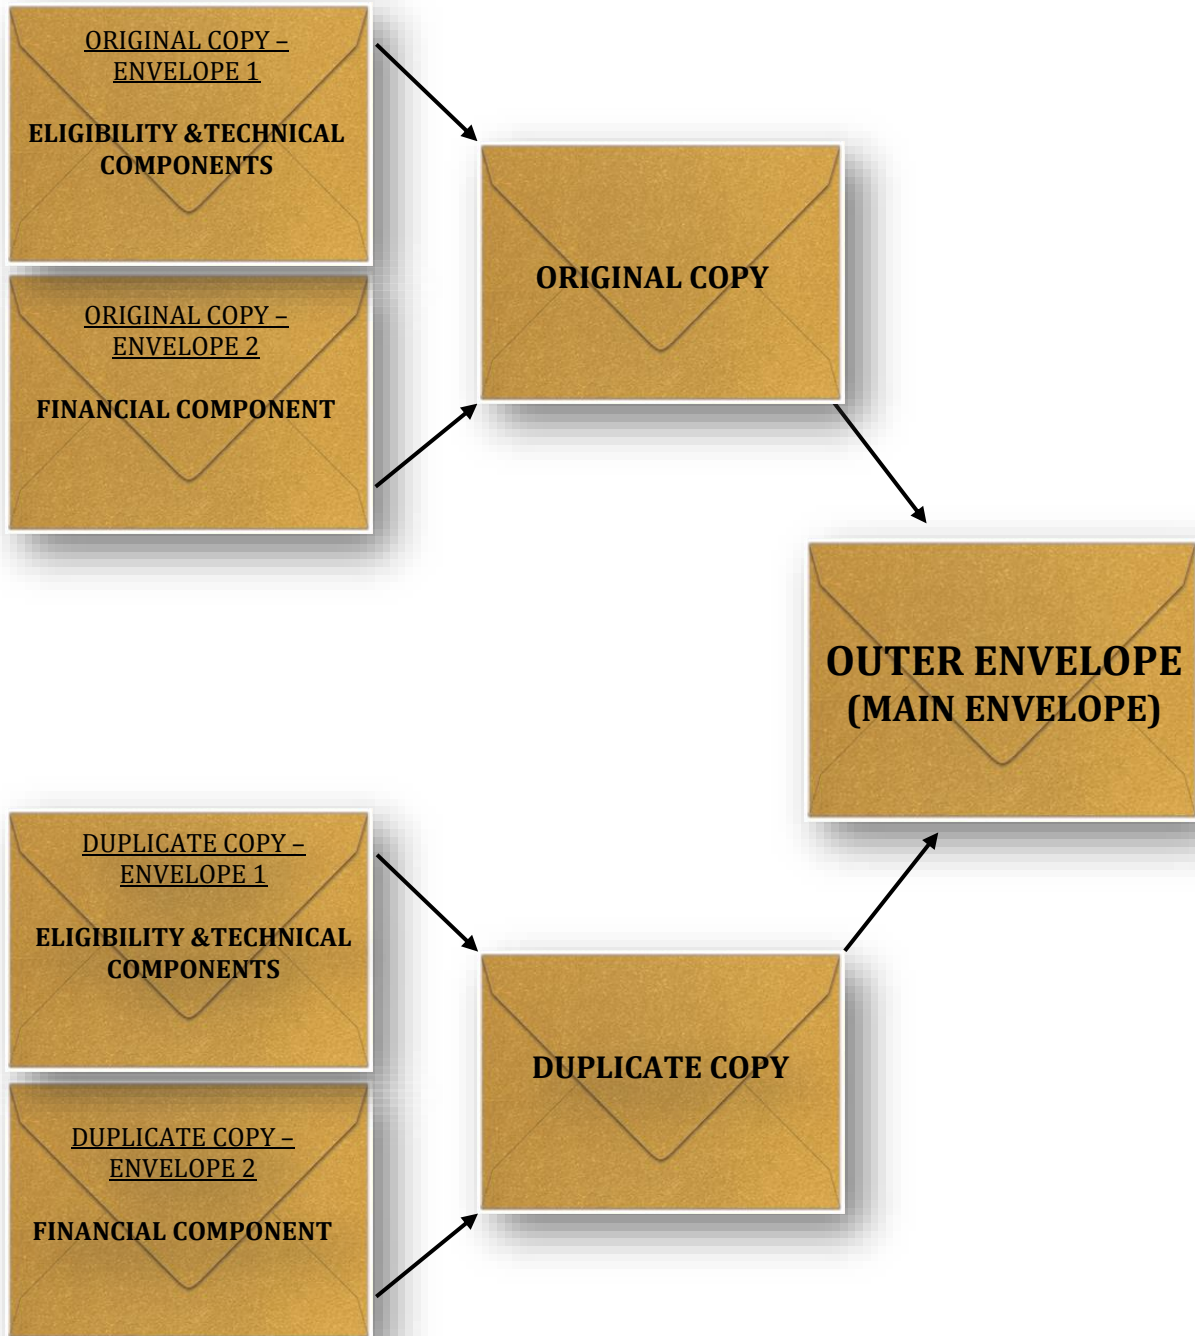 ORIGINAL COPY –
ENVELOPE 1
ELIGIBILITY &TECHNICAL
COMPONENTS
ORIGINAL COPY –
ENVELOPE 2
FINANCIAL COMPONENT
ORIGINAL COPY
OUTER ENVELOPE
(MAIN ENVELOPE)
DUPLICATE COPY –
ENVELOPE 1
ELIGIBILITY &TECHNICAL
COMPONENTS
DUPLICATE COPY –
ENVELOPE 2
FINANCIAL COMPONENT
DUPLICATE COPY